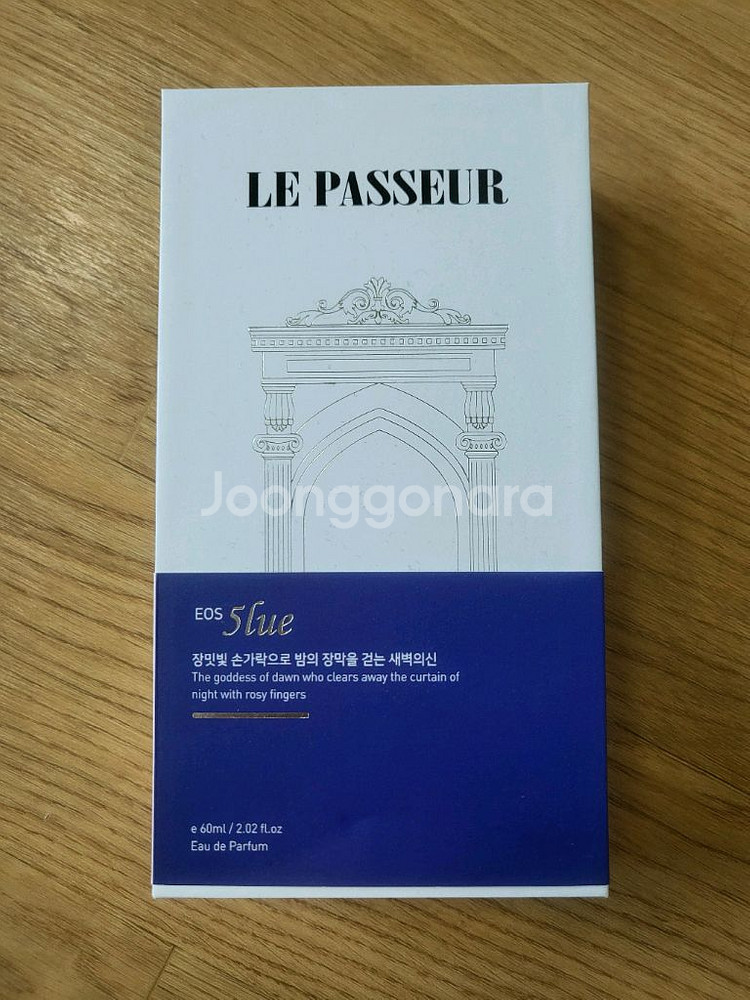 LE PASSEUR
Joonggonara
EOS 5lue
장밋빛 손가락으로 밤의 장막을 걷는 새벽의신
The goddess of dawn who clears away the curtain of
night with rosy fingers
e 60ml / 2.02 fl.oz
Eau de Parfum